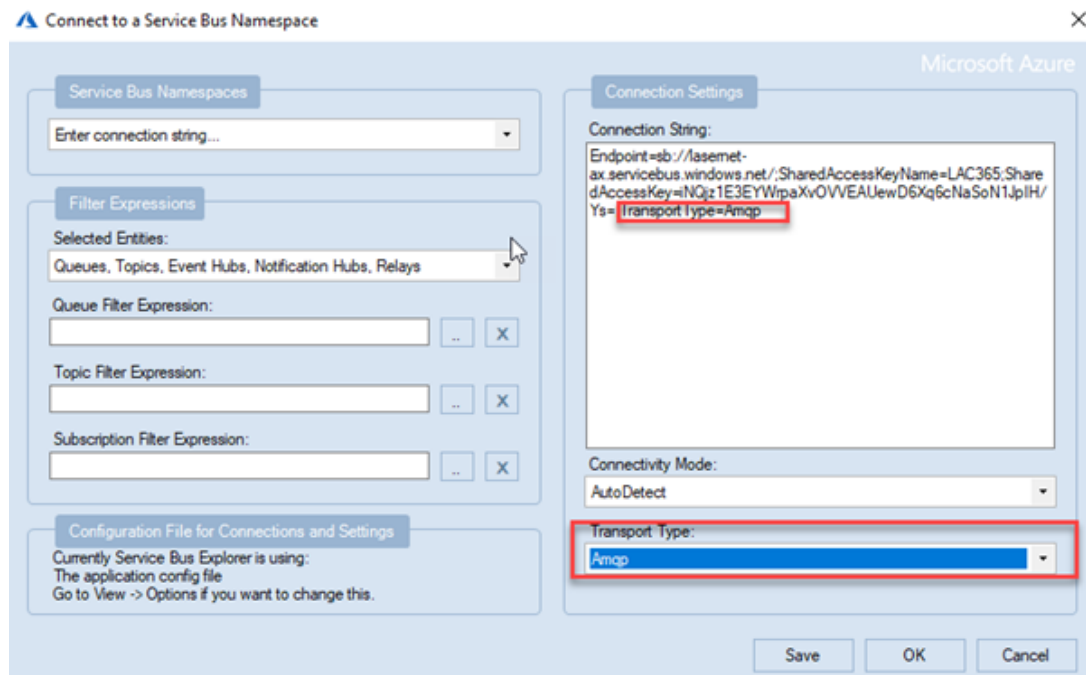 Connect to a Service Bus Namespace
Microsoft Azure
Service Bus Namespaces
Enter connection string...
Filter Expressions
Selected Entities:
Queues, Topics, Event Hubs, Notification Hubs, Relays
Queue Filter Expression:
..
X
Topic Filter Expression:
..
X
Subscription Filter Expression:
..
X
Configuration File for Connections and Settings
Currently Service Bus Explorer is using:
The application config file
Go to View -> Options if you want to change this.
Connection Settings
Connection String:
Endpoint=sb://lasernet-
ax.servicebus.windows.net/;SharedAccessKeyName=LAC365;Share
dAccessKey=iNQjz1E3EYWrpaXvOVVEAUewD6Xq6cNaSoN1JpIH/
Ys= TransportType=Amqp
Connectivity Mode:
AutoDetect
Transport Type:
Amqp
Save
OK
Cancel